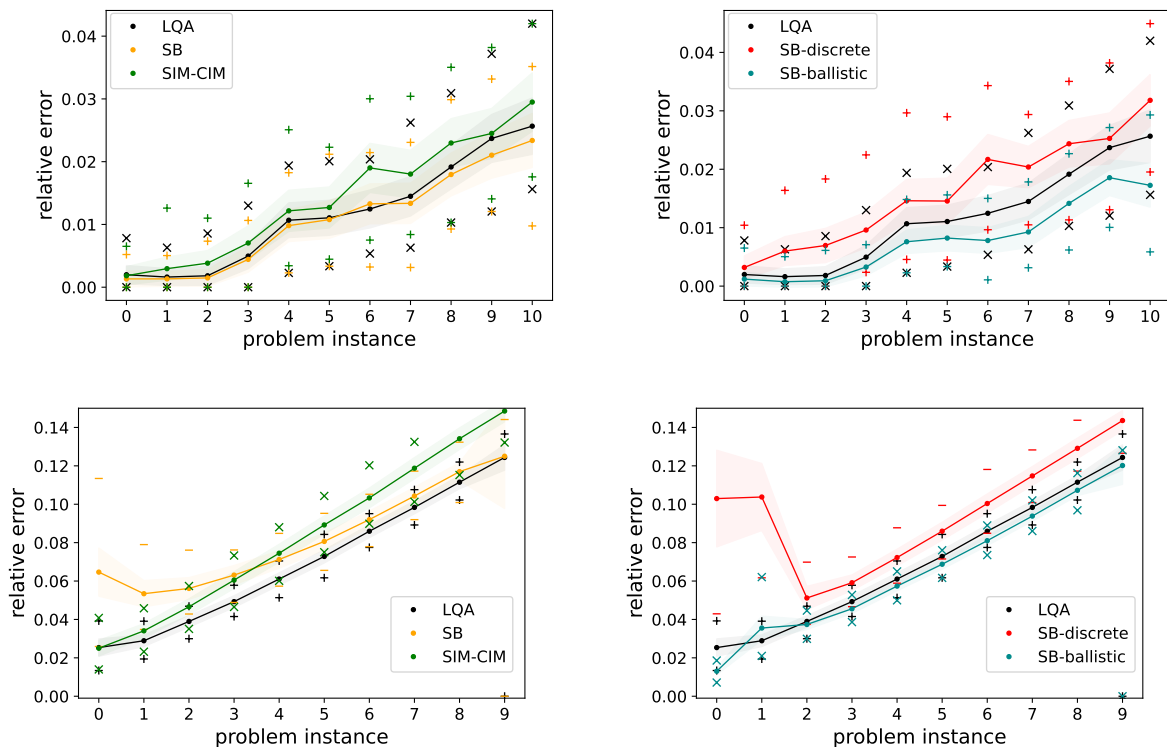 LQA
SB
SIM-CIM
relative error
0.04
0.03
0.02
0.01
0.00
0 1 2 3 4 5 6 7 8 9 10
problem instance
LQA
SB-discrete
SB-ballistic
relative error
0.04
0.03
0.02
0.01
0.00
0 1 2 3 4 5 6 7 8 9 10
problem instance
relative error
0.14
0.12
0.10
0.08
0.06
0.04
0.02
0.00
LQA
SB
SIM-CIM
0 1 2 3 4 5 6 7 8 9
problem instance
relative error
0.14
0.12
0.10
0.08
0.06
0.04
0.02
0.00
LQA
SB-discrete
SB-ballistic
0 1 2 3 4 5 6 7 8 9
problem instance